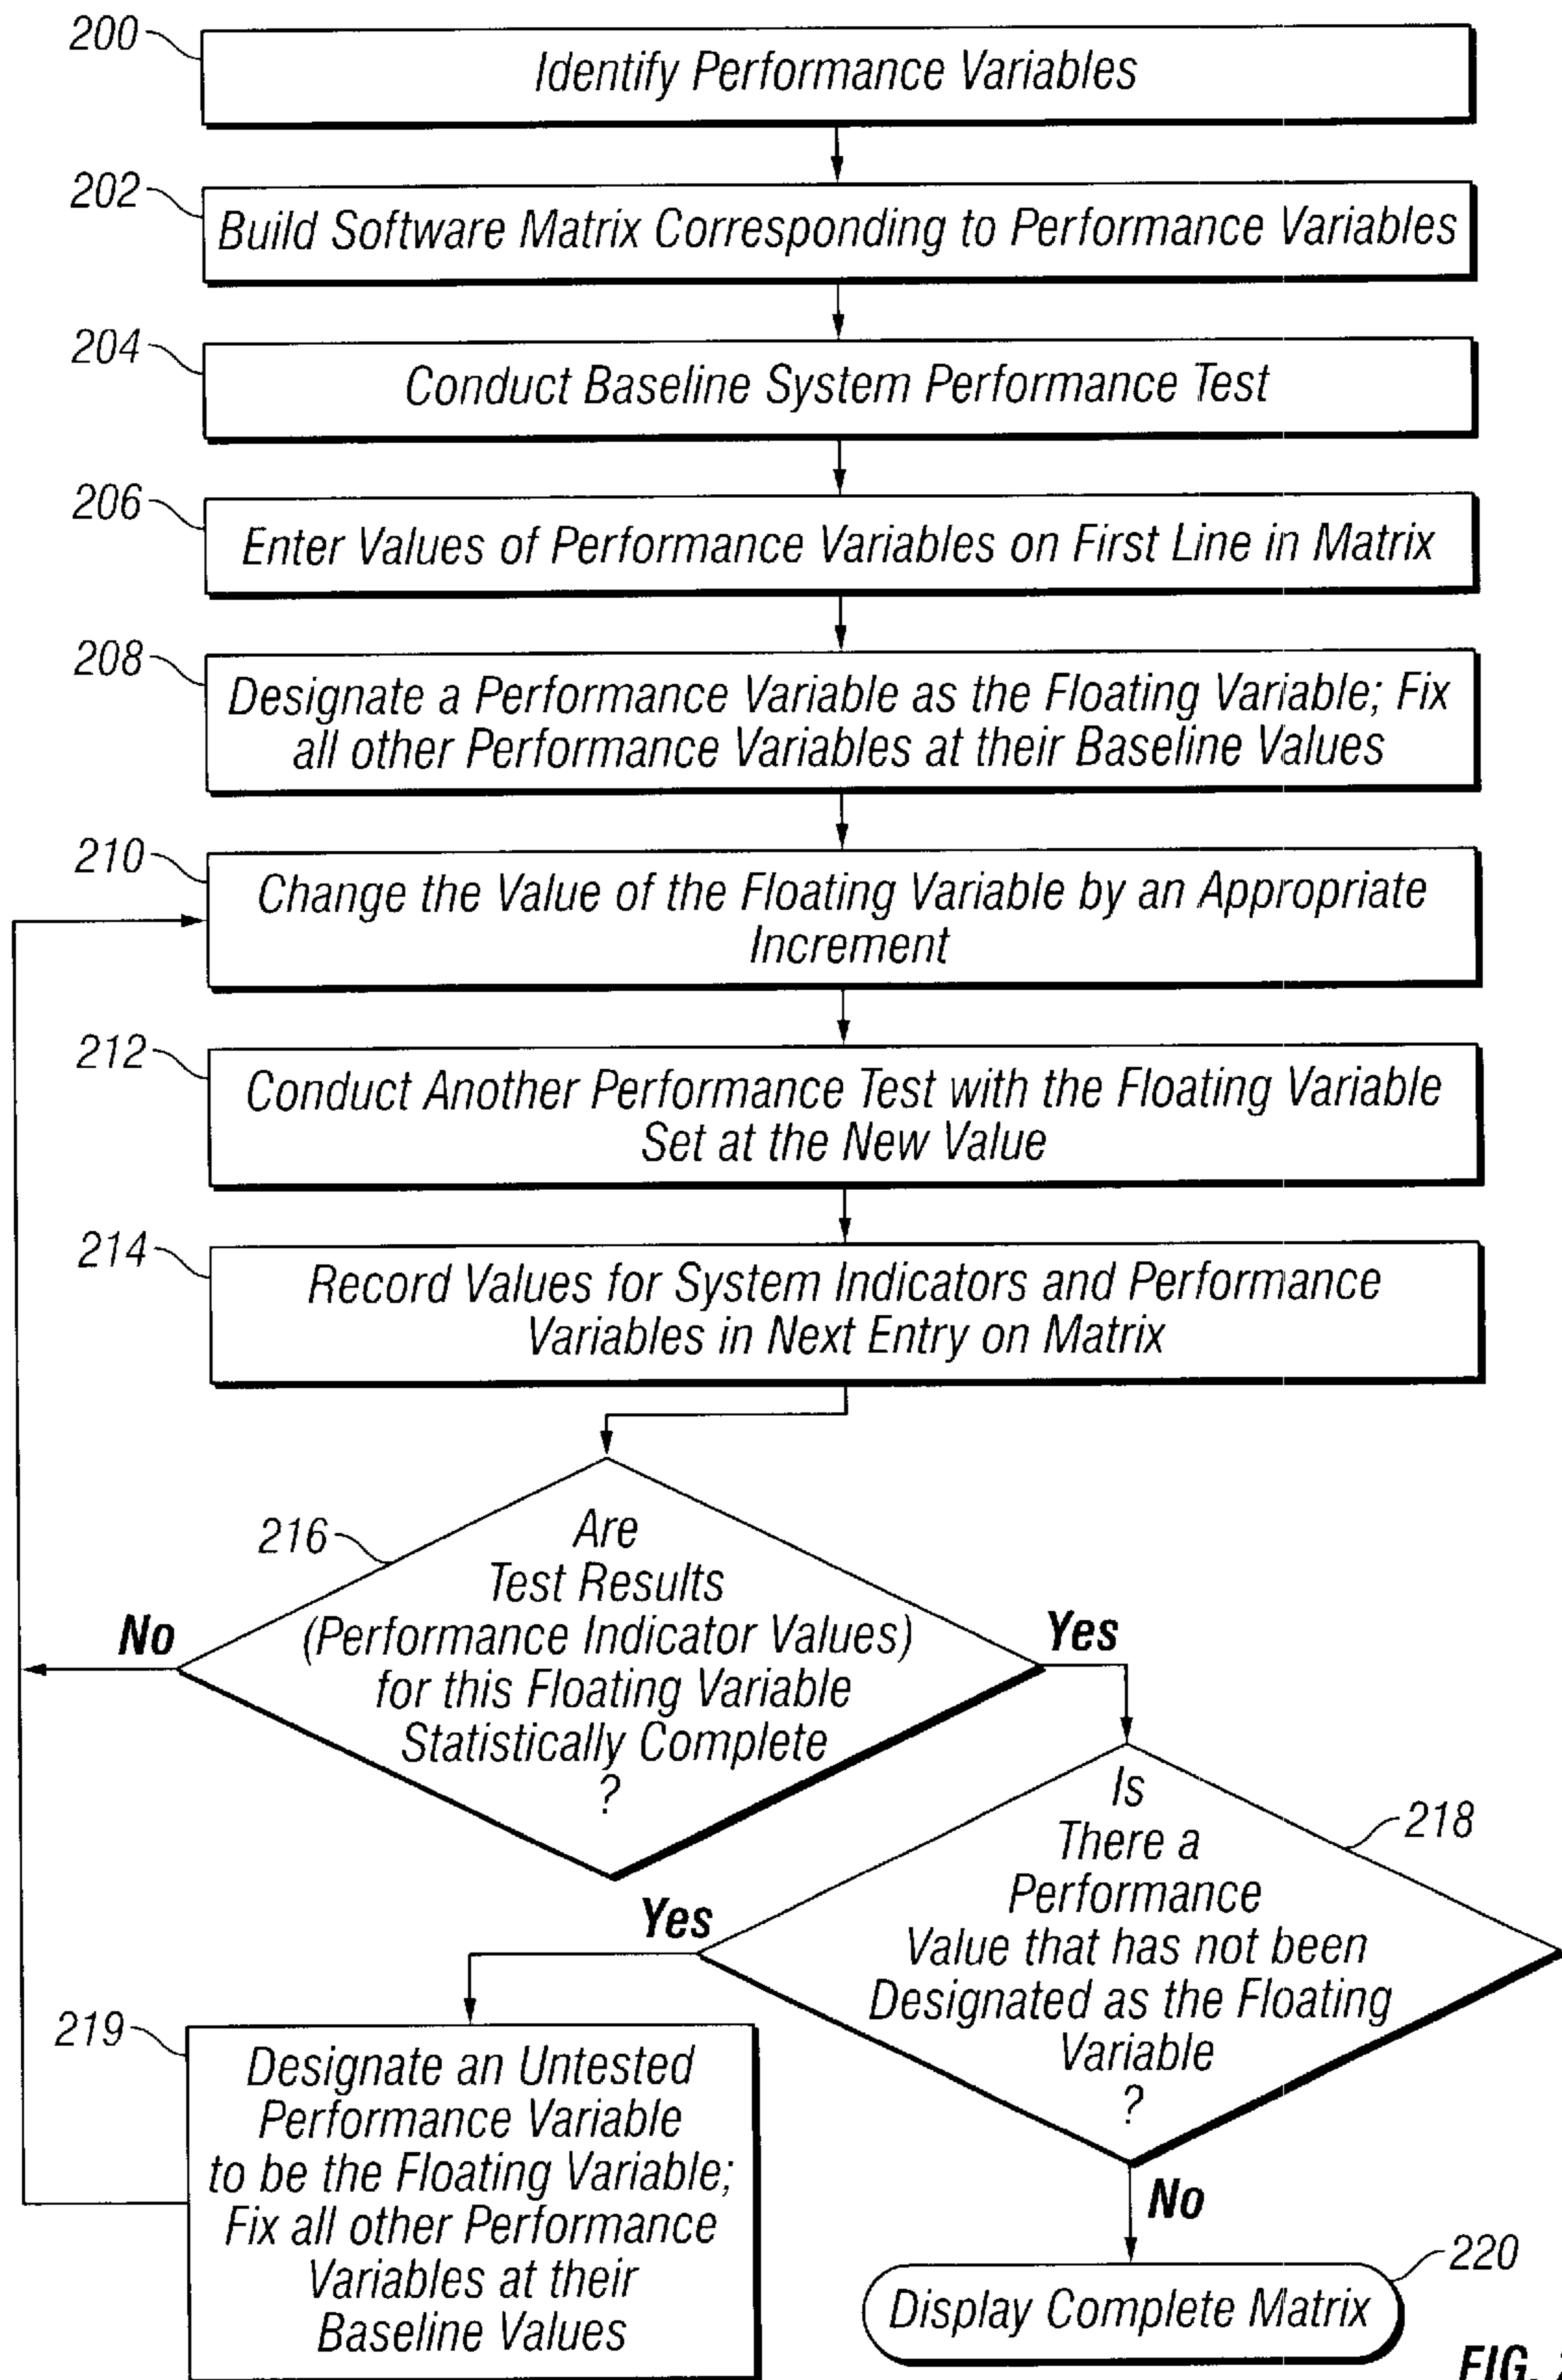 200
Identify Performance Variables
202
Build Software Matrix Corresponding to Performance Variables
204
Conduct Baseline System Performance Test
206
Enter Values of Performance Variables on First Line in Matrix
208
Designate a Performance Variable as the Floating Variable; Fix
all other Performance Variables at their Baseline Values
210
Change the Value of the Floating Variable by an Appropriate
Increment
212
Conduct Another Performance Test with the Floating Variable
Set at the New Value
214
Record Values for System Indicators and Performance
Variables in Next Entry on Matrix
216
Are
Test Results
(Performance Indicator Values)
for this Floating Variable
Statistically Complete
?
No
Yes
218
Is
There a
Performance
Value that has not been
Designated as the Floating
Variable
?
Yes
No
219
Designate an Untested
Performance Variable
to be the Floating Variable;
Fix all other Performance
Variables at their
Baseline Values
220
Display Complete Matrix
FIG.